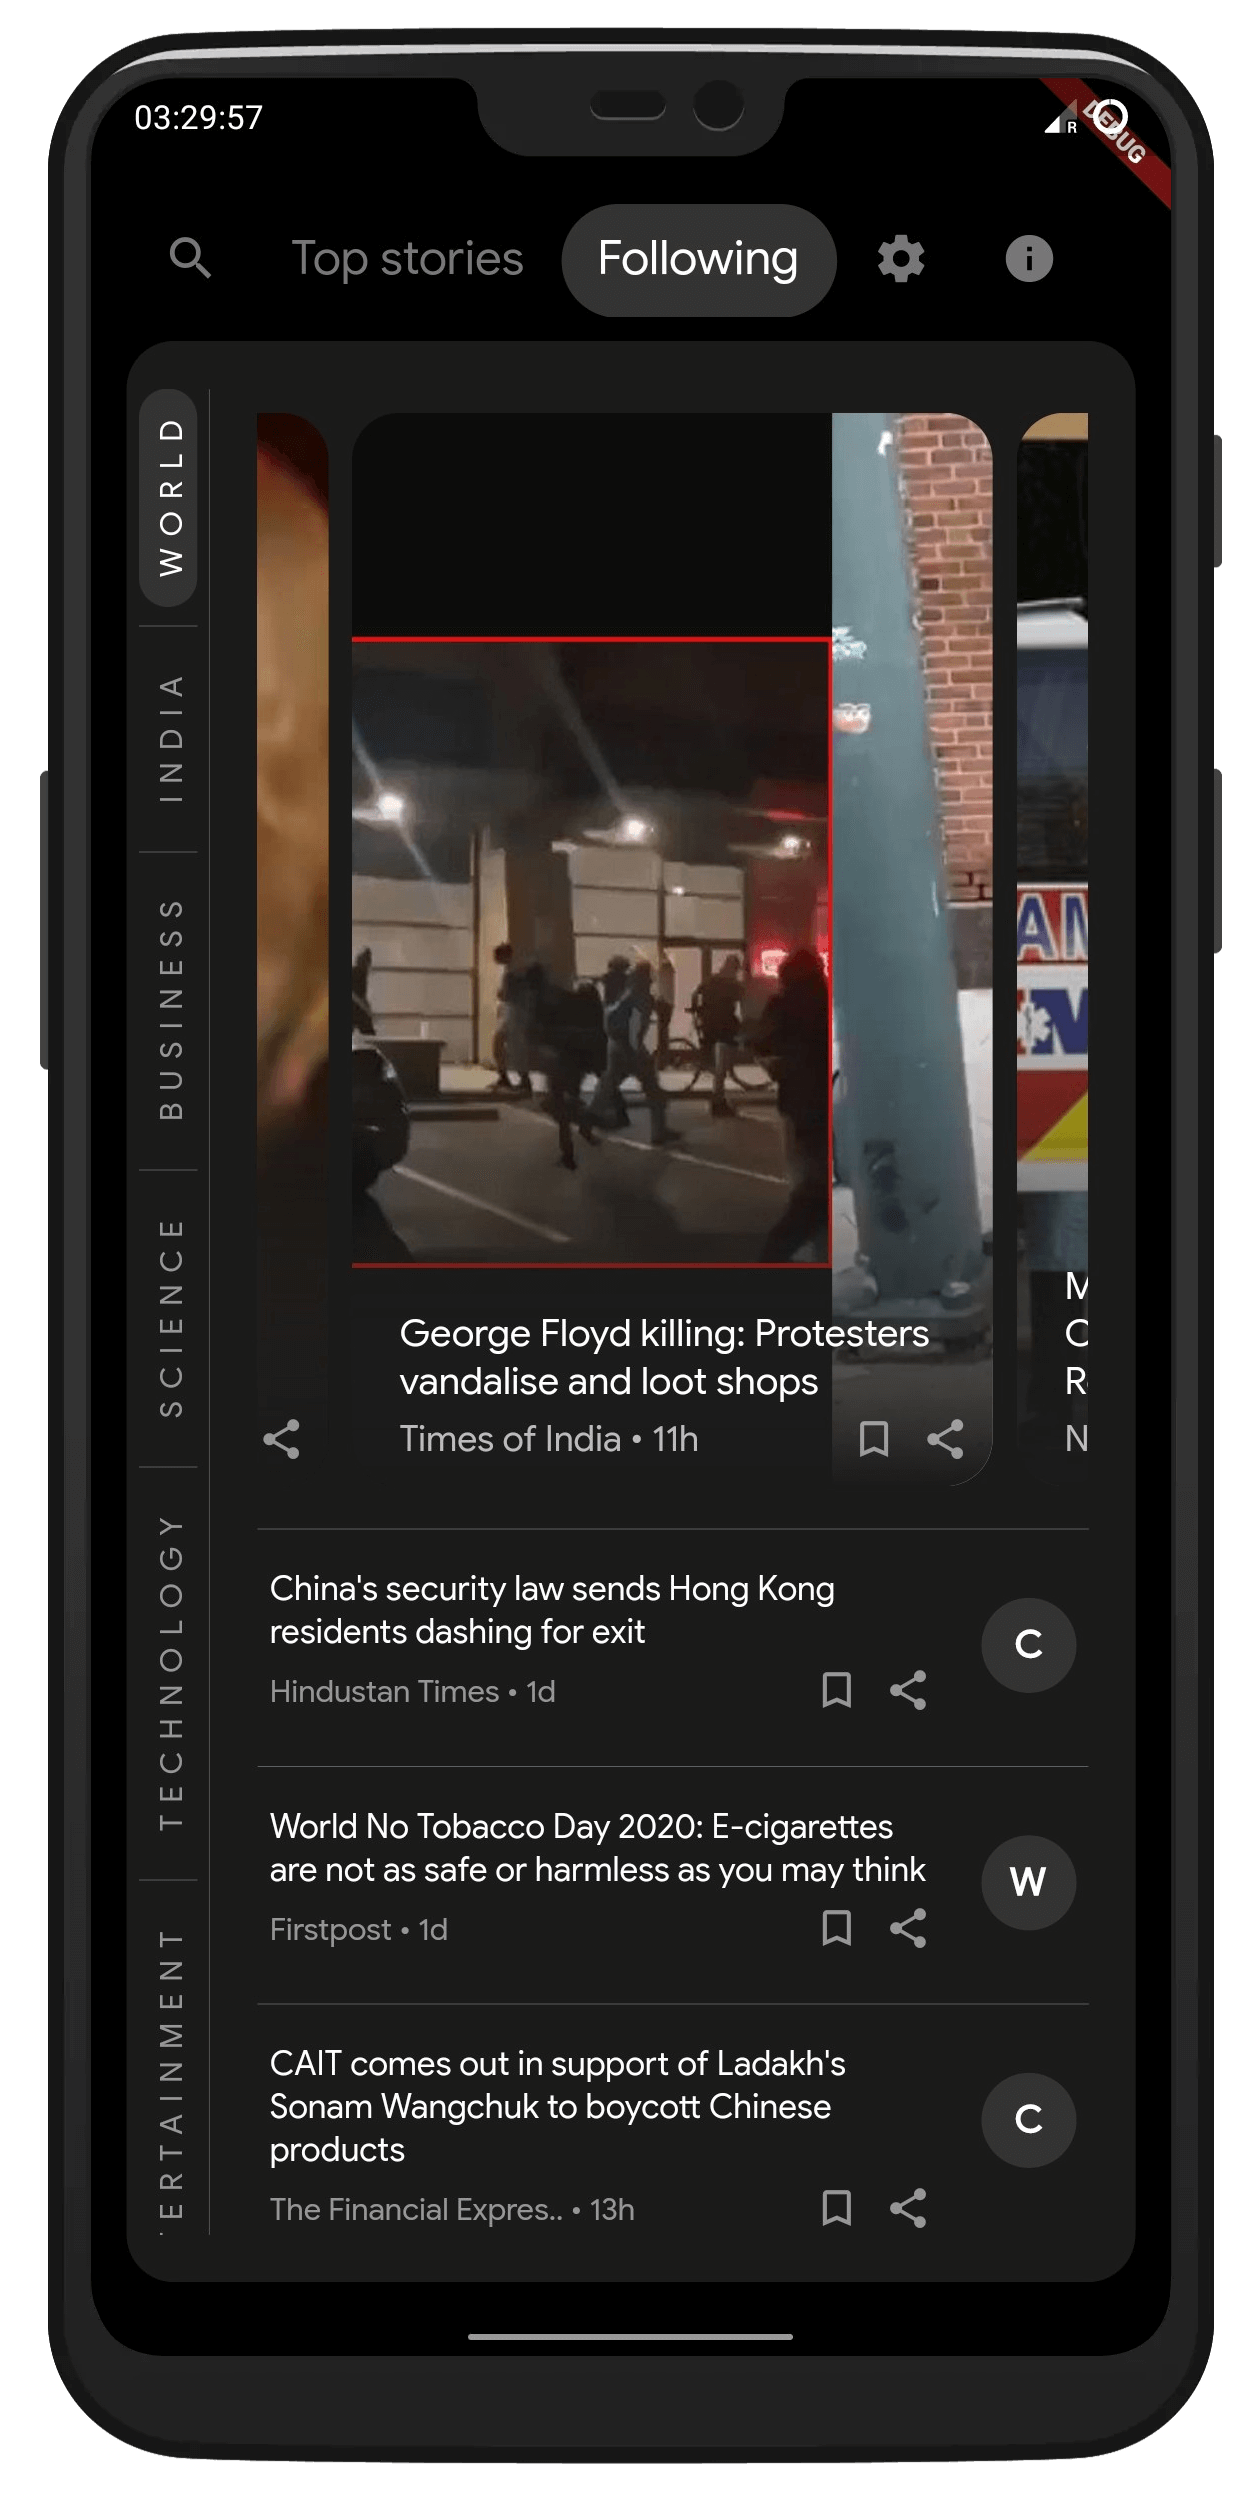 03:29:57
R
DEBUG
Top stories
Following
WORLD
INDIA
BUSINESS
SCIENCE
TECHNOLOGY
ERTAINMENT
George Floyd killing: Protesters
vandalise and loot shops
Times of India • 11h
AM
M
C
R
N
China's security law sends Hong Kong
residents dashing for exit
Hindustan Times • 1d
C
World No Tobacco Day 2020: E-cigarettes
are not as safe or harmless as you may think
Firstpost • 1d
W
CAIT comes out in support of Ladakh's
Sonam Wangchuk to boycott Chinese
products
The Financial Expres.. • 13h
C